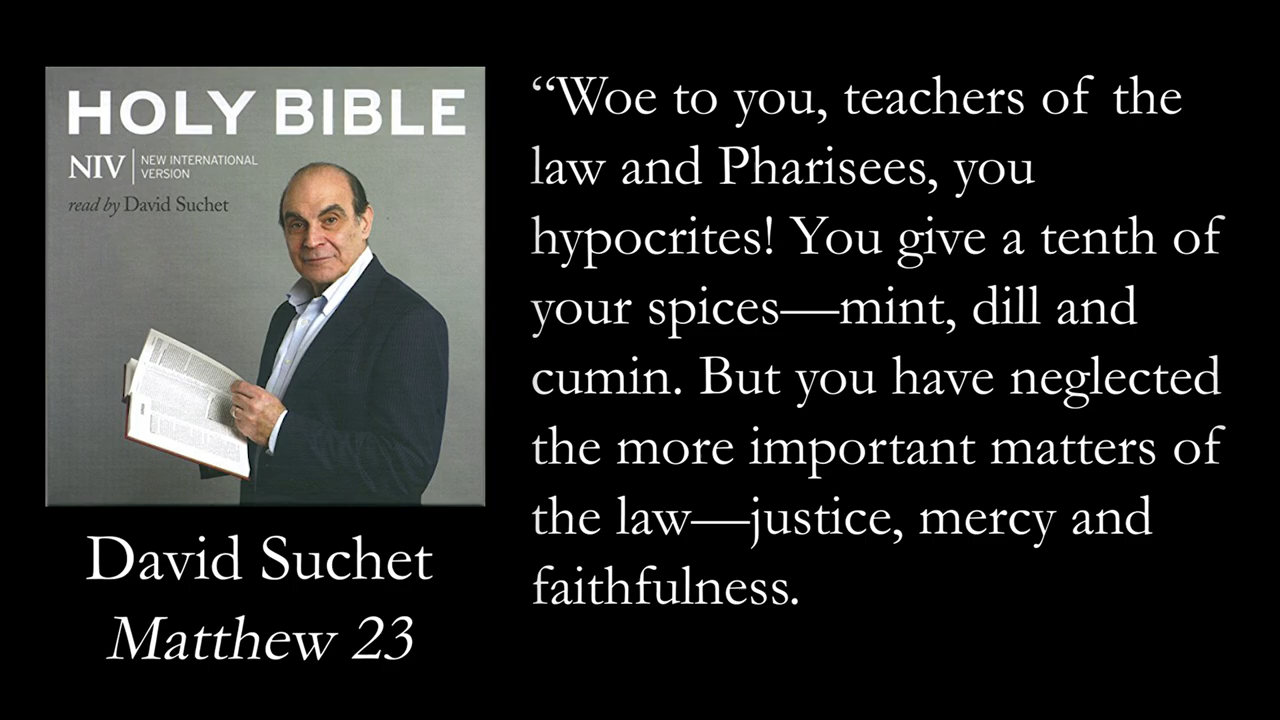 HOLY BIBLE
NIV
NEW INTERNATIONAL
VERSION
read by David Suchet
David Suchet
Matthew 23
“Woe to you, teachers of the
law and Pharisees, you
hypocrites! You give a tenth of
your spices—mint, dill and
cumin. But you have neglected
the more important matters of
the law—justice, mercy and
faithfulness.